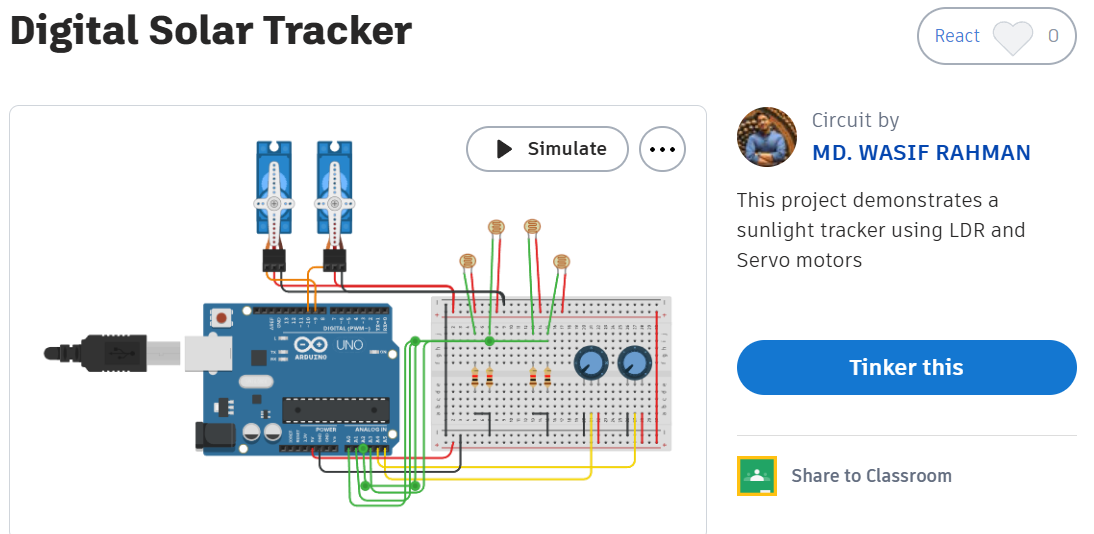 Digital Solar Tracker
React 0
Simulate
Circuit by
MD. WASIF RAHMAN
This project demonstrates a
sunlight tracker using LDR and
Servo motors
Tinker this
Share to Classroom
DIGITAL (PWM~)
UNO
ARDUINO
POWER
ANALOG IN